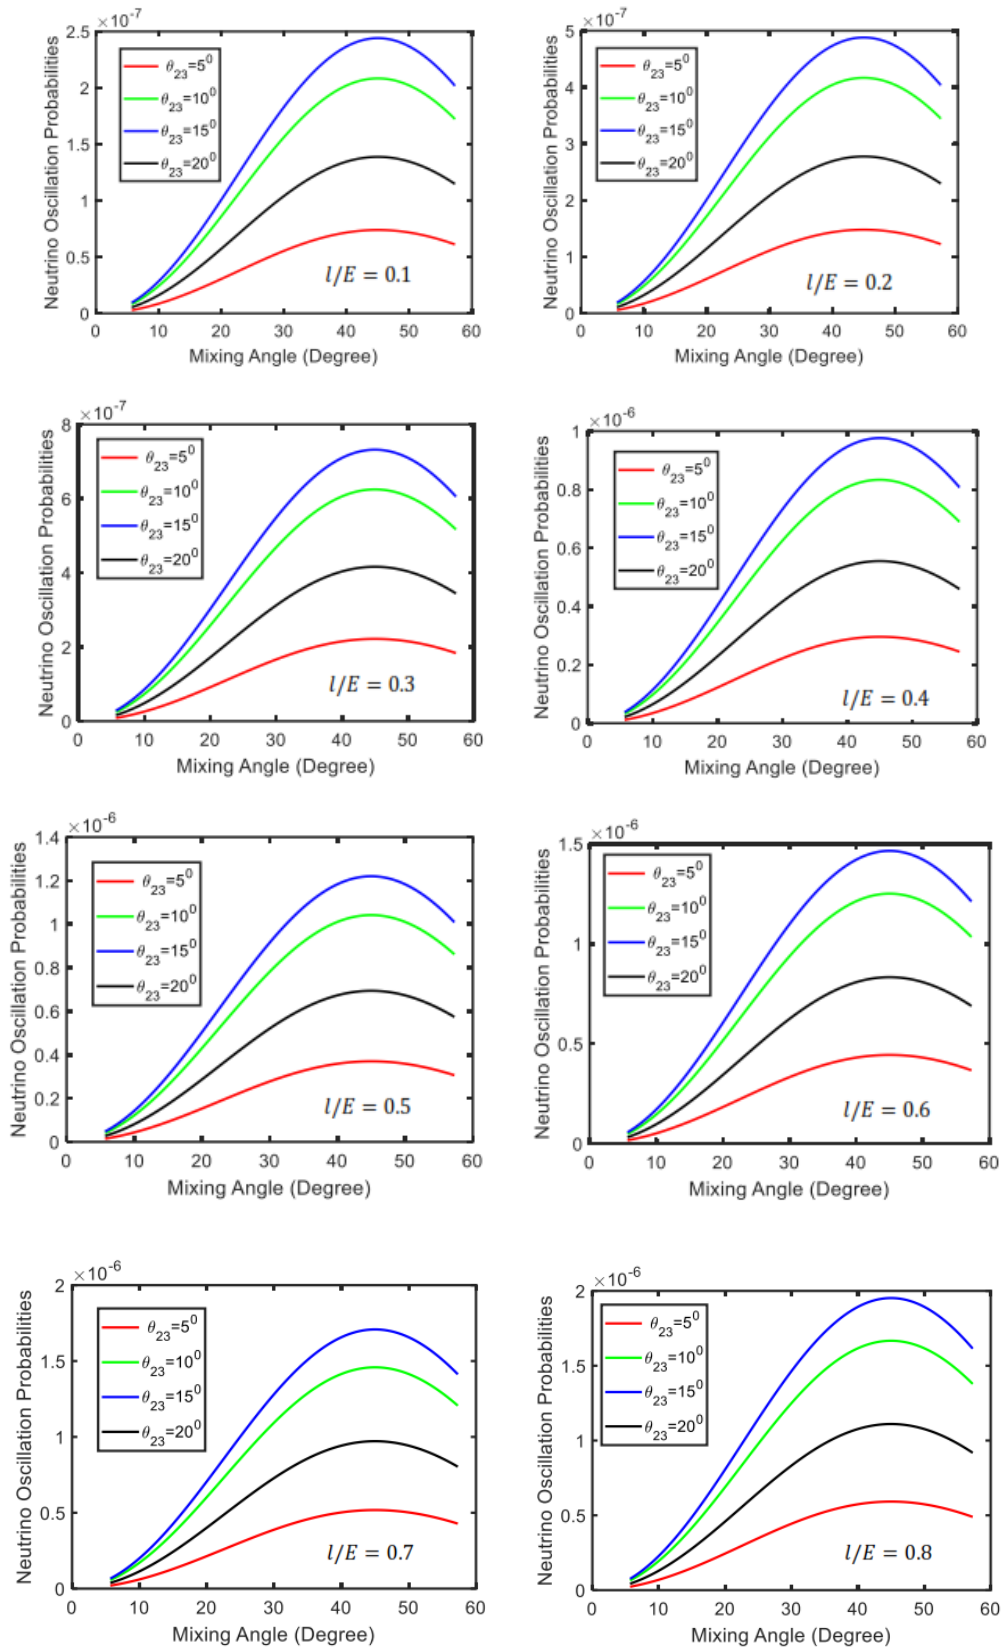 ×10⁻⁷
Neutrino Oscillation Probabilities
2.5
2
1.5
1
0.5
0
θ₂₃=5⁰
θ₂₃=10⁰
θ₂₃=15⁰
θ₂₃=20⁰
l/E = 0.1
0 10 20 30 40 50 60
Mixing Angle (Degree)
×10⁻⁷
Neutrino Oscillation Probabilities
5
4
3
2
1
0
θ₂₃=5⁰
θ₂₃=10⁰
θ₂₃=15⁰
θ₂₃=20⁰
l/E = 0.2
0 10 20 30 40 50 60
Mixing Angle (Degree)
×10⁻⁷
Neutrino Oscillation Probabilities
8
6
4
2
0
θ₂₃=5⁰
θ₂₃=10⁰
θ₂₃=15⁰
θ₂₃=20⁰
l/E = 0.3
0 10 20 30 40 50 60
Mixing Angle (Degree)
×10⁻⁶
Neutrino Oscillation Probabilities
1
0.8
0.6
0.4
0.2
0
θ₂₃=5⁰
θ₂₃=10⁰
θ₂₃=15⁰
θ₂₃=20⁰
l/E = 0.4
0 10 20 30 40 50 60
Mixing Angle (Degree)
×10⁻⁶
Neutrino Oscillation Probabilities
1.4
1.2
1
0.8
0.6
0.4
0.2
0
θ₂₃=5⁰
θ₂₃=10⁰
θ₂₃=15⁰
θ₂₃=20⁰
l/E = 0.5
0 10 20 30 40 50 60
Mixing Angle (Degree)
×10⁻⁶
Neutrino Oscillation Probabilities
1.5
1
0.5
0
θ₂₃=5⁰
θ₂₃=10⁰
θ₂₃=15⁰
θ₂₃=20⁰
l/E = 0.6
0 10 20 30 40 50 60
Mixing Angle (Degree)
×10⁻⁶
Neutrino Oscillation Probabilities
2
1.5
1
0.5
0
θ₂₃=5⁰
θ₂₃=10⁰
θ₂₃=15⁰
θ₂₃=20⁰
l/E = 0.7
0 10 20 30 40 50 60
Mixing Angle (Degree)
×10⁻⁶
Neutrino Oscillation Probabilities
2
1.5
1
0.5
0
θ₂₃=5⁰
θ₂₃=10⁰
θ₂₃=15⁰
θ₂₃=20⁰
l/E = 0.8
0 10 20 30 40 50 60
Mixing Angle (Degree)